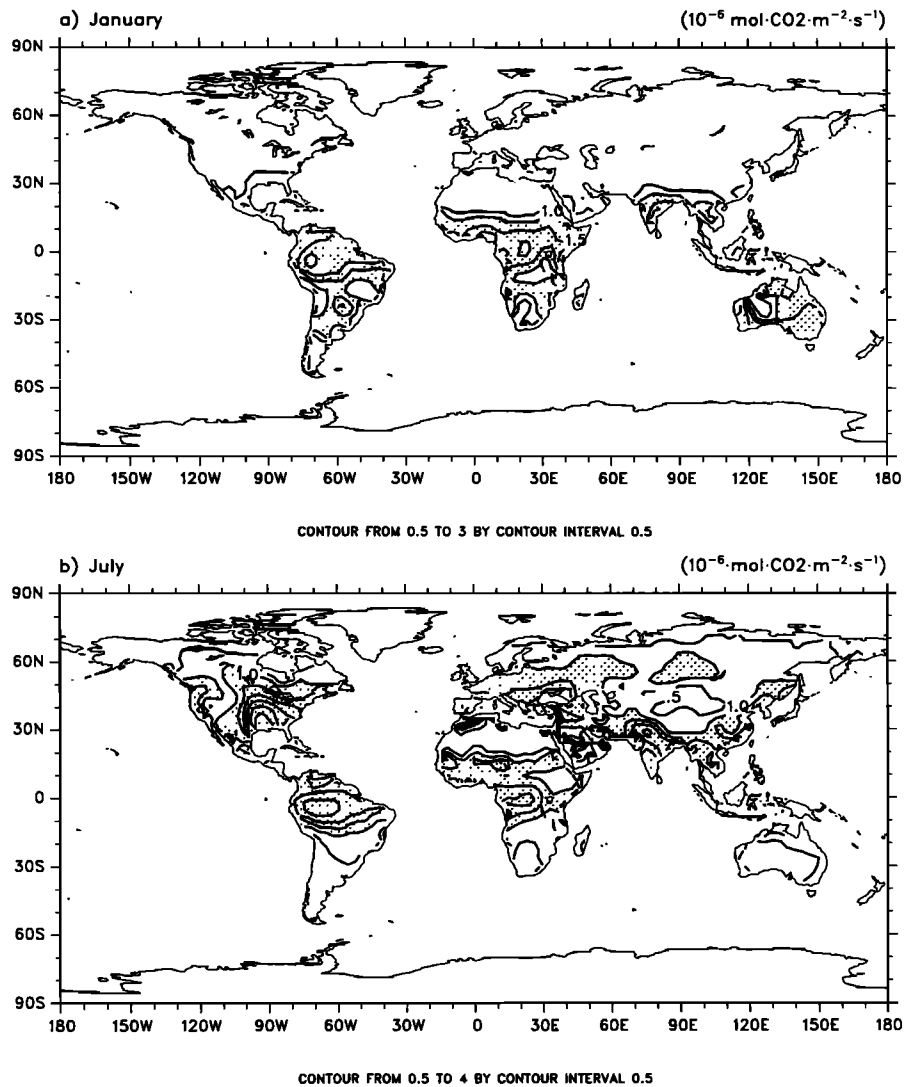 a) January (10⁻⁶ mol·CO2·m⁻²·s⁻¹)
90N
60N
30N
0
30S
60S
90S
1.0
1.5
180 150W 120W 90W 60W 30W 0 30E 60E 90E 120E 150E 180
CONTOUR FROM 0.5 TO 3 BY CONTOUR INTERVAL 0.5
b) July (10⁻⁶·mol·CO2·m⁻²·s⁻¹)
90N
60N
30N
0
30S
60S
90S
1.0
.5
1.0
180 150W 120W 90W 60W 30W 0 30E 60E 90E 120E 150E 180
CONTOUR FROM 0.5 TO 4 BY CONTOUR INTERVAL 0.5